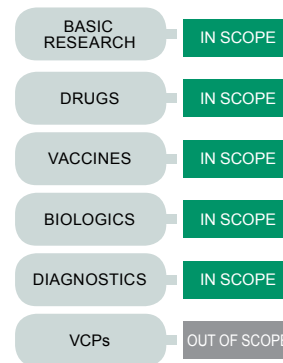 BASIC
RESEARCH
IN SCOPE
DRUGS
IN SCOPE
VACCINES
IN SCOPE
BIOLOGICS
IN SCOPE
DIAGNOSTICS
IN SCOPE
VCPs
OUT OF SCOPE